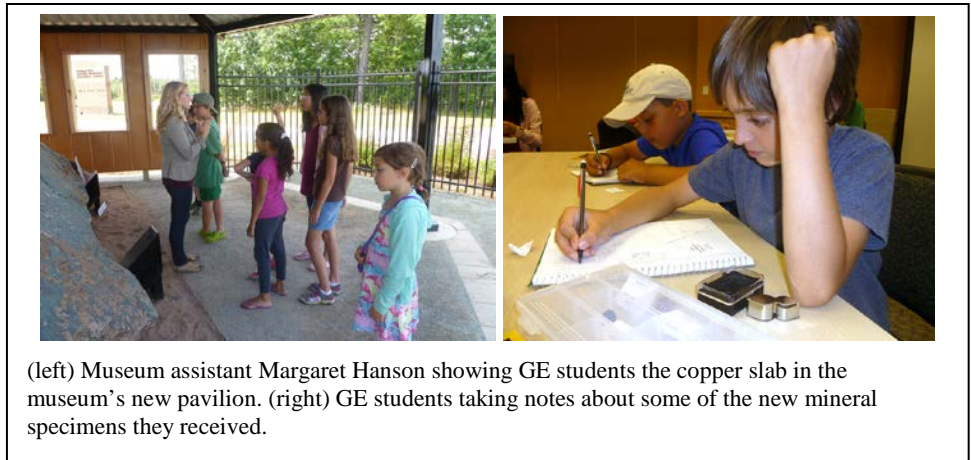 (left) Museum assistant Margaret Hanson showing GE students the copper slab in the
museum's new pavilion. (right) GE students taking notes about some of the new mineral
specimens they received.